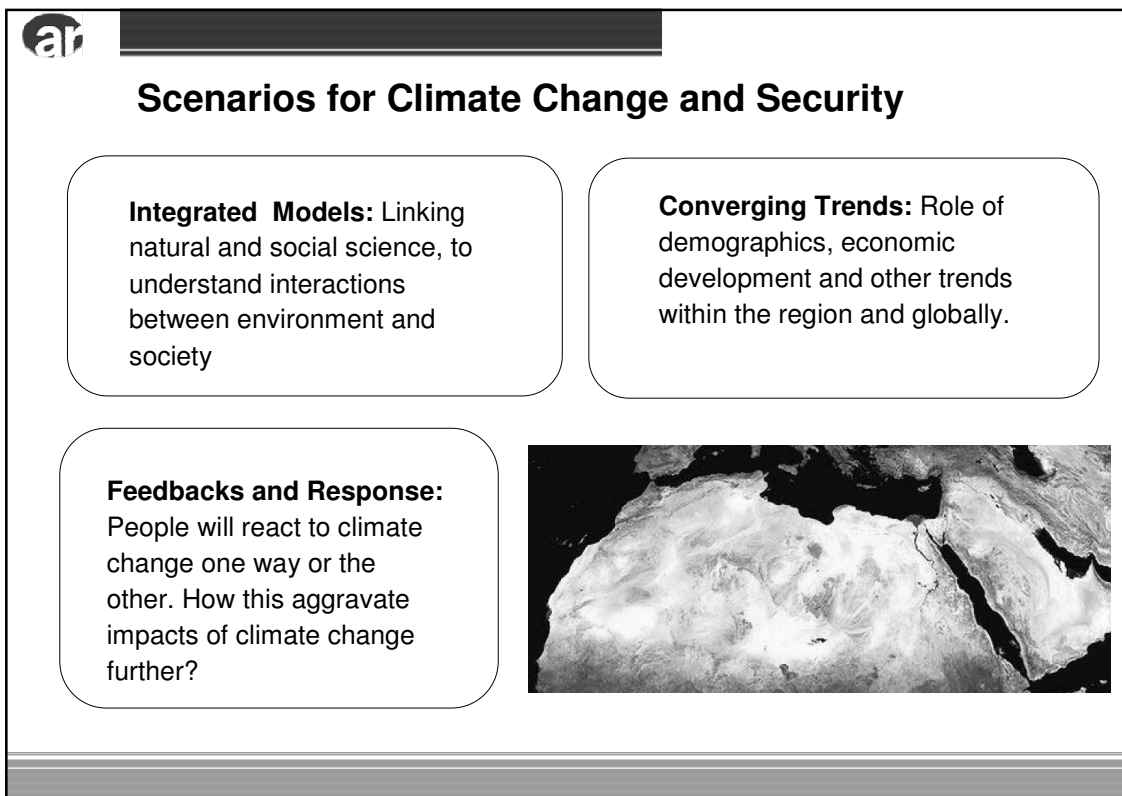 ar
Scenarios for Climate Change and Security
Integrated Models: Linking
natural and social science, to
understand interactions
between environment and
society
Converging Trends: Role of
demographics, economic
development and other trends
within the region and globally.
Feedbacks and Response:
People will react to climate
change one way or the
other. How this aggravate
impacts of climate change
further?